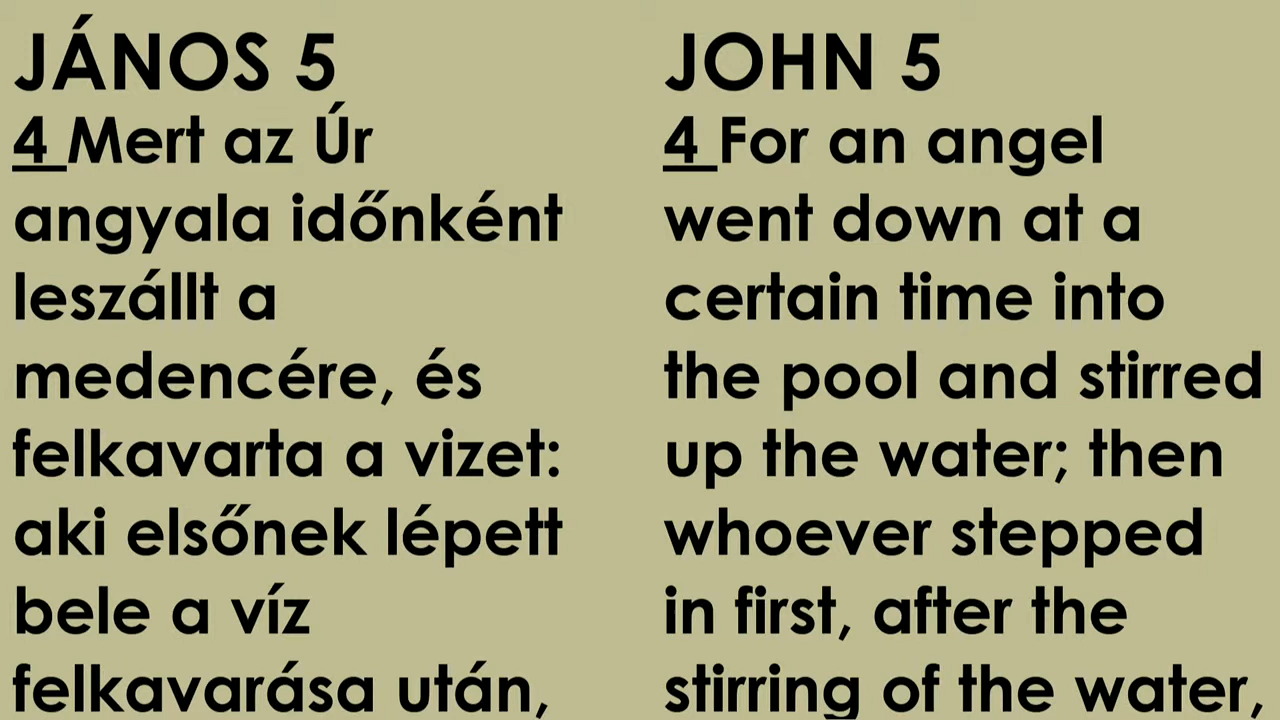 JÁNOS 5
4 Mert az Úr
angyala időnként
leszállt a
medencére, és
felkavarta a vizet:
aki elsőnek lépett
bele a víz
felkavarása után,
JOHN 5
4 For an angel
went down at a
certain time into
the pool and stirred
up the water; then
whoever stepped
in first, after the
stirring of the water,